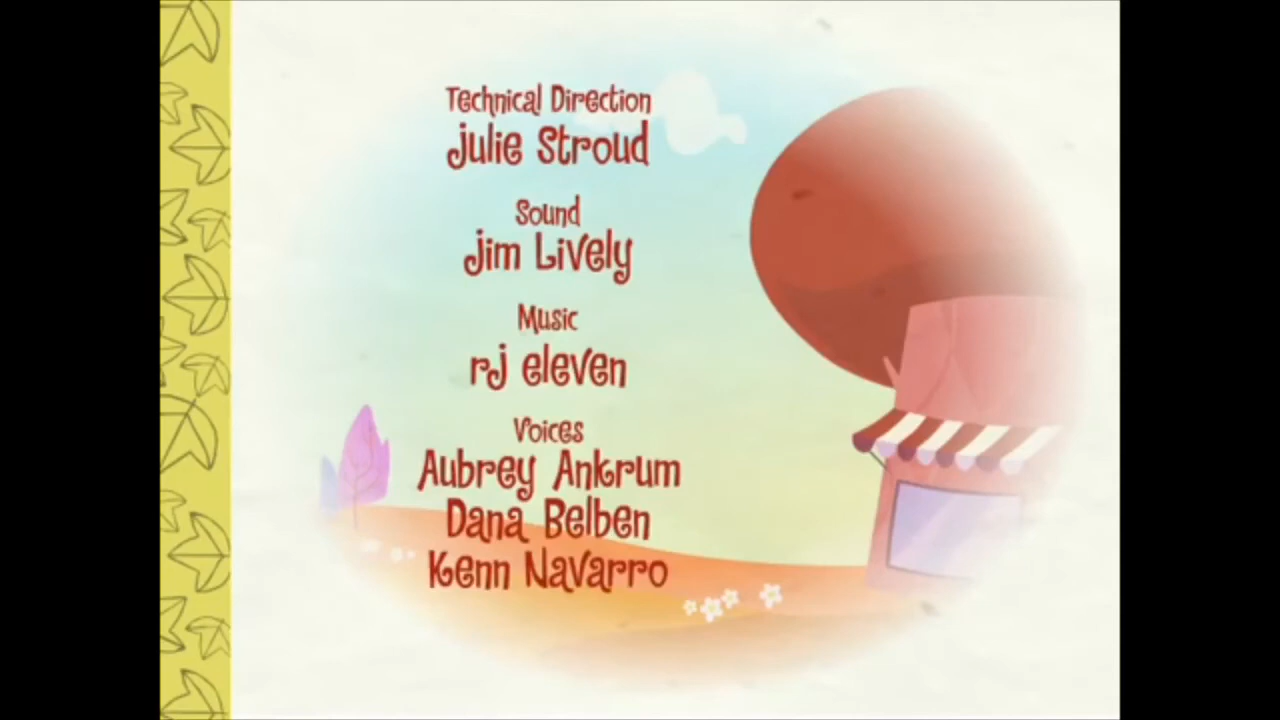 Technical Direction
Julie Stroud
Sound
Jim Lively
Music
rj eleven
Voices
Aubrey Ankrum
Dana Belben
Kenn Navarro